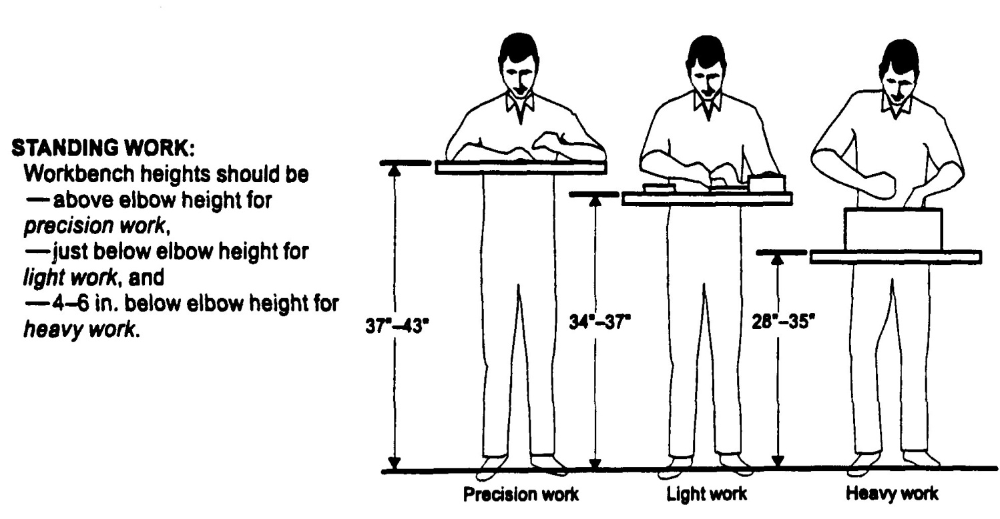 STANDING WORK:
Workbench heights should be
—above elbow height for
precision work,
—just below elbow height for
light work, and
—4–6 in. below elbow height for
heavy work.
37"–43"
34"–37"
28"–35"
Precision work
Light work
Heavy work